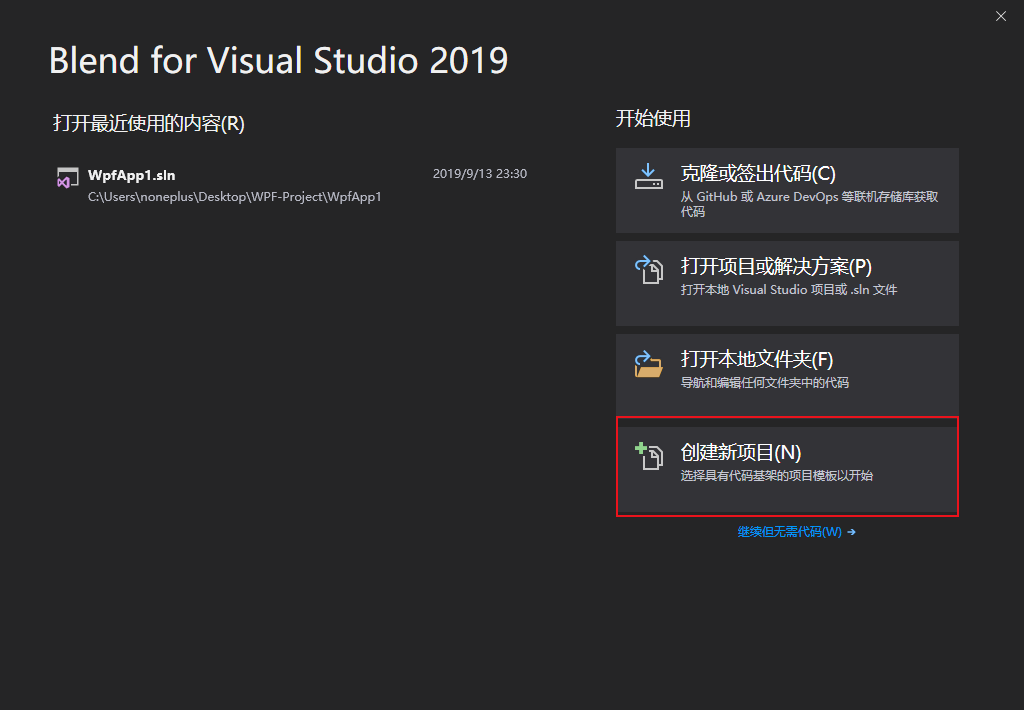 Blend for Visual Studio 2019
打开最近使用的内容(R)
WpfApp1.sln
2019/9/13 23:30
C:\Users\noneplus\Desktop\WPF-Project\WpfApp1
开始使用
克隆或签出代码(C)
从 GitHub 或 Azure DevOps 等联机存储库获取
代码
打开项目或解决方案(P)
打开本地 Visual Studio 项目或 .sln 文件
打开本地文件夹(F)
导航和编辑任何文件夹中的代码
创建新项目(N)
选择具有代码基架的项目模板以开始
继续但无需代码(W) →